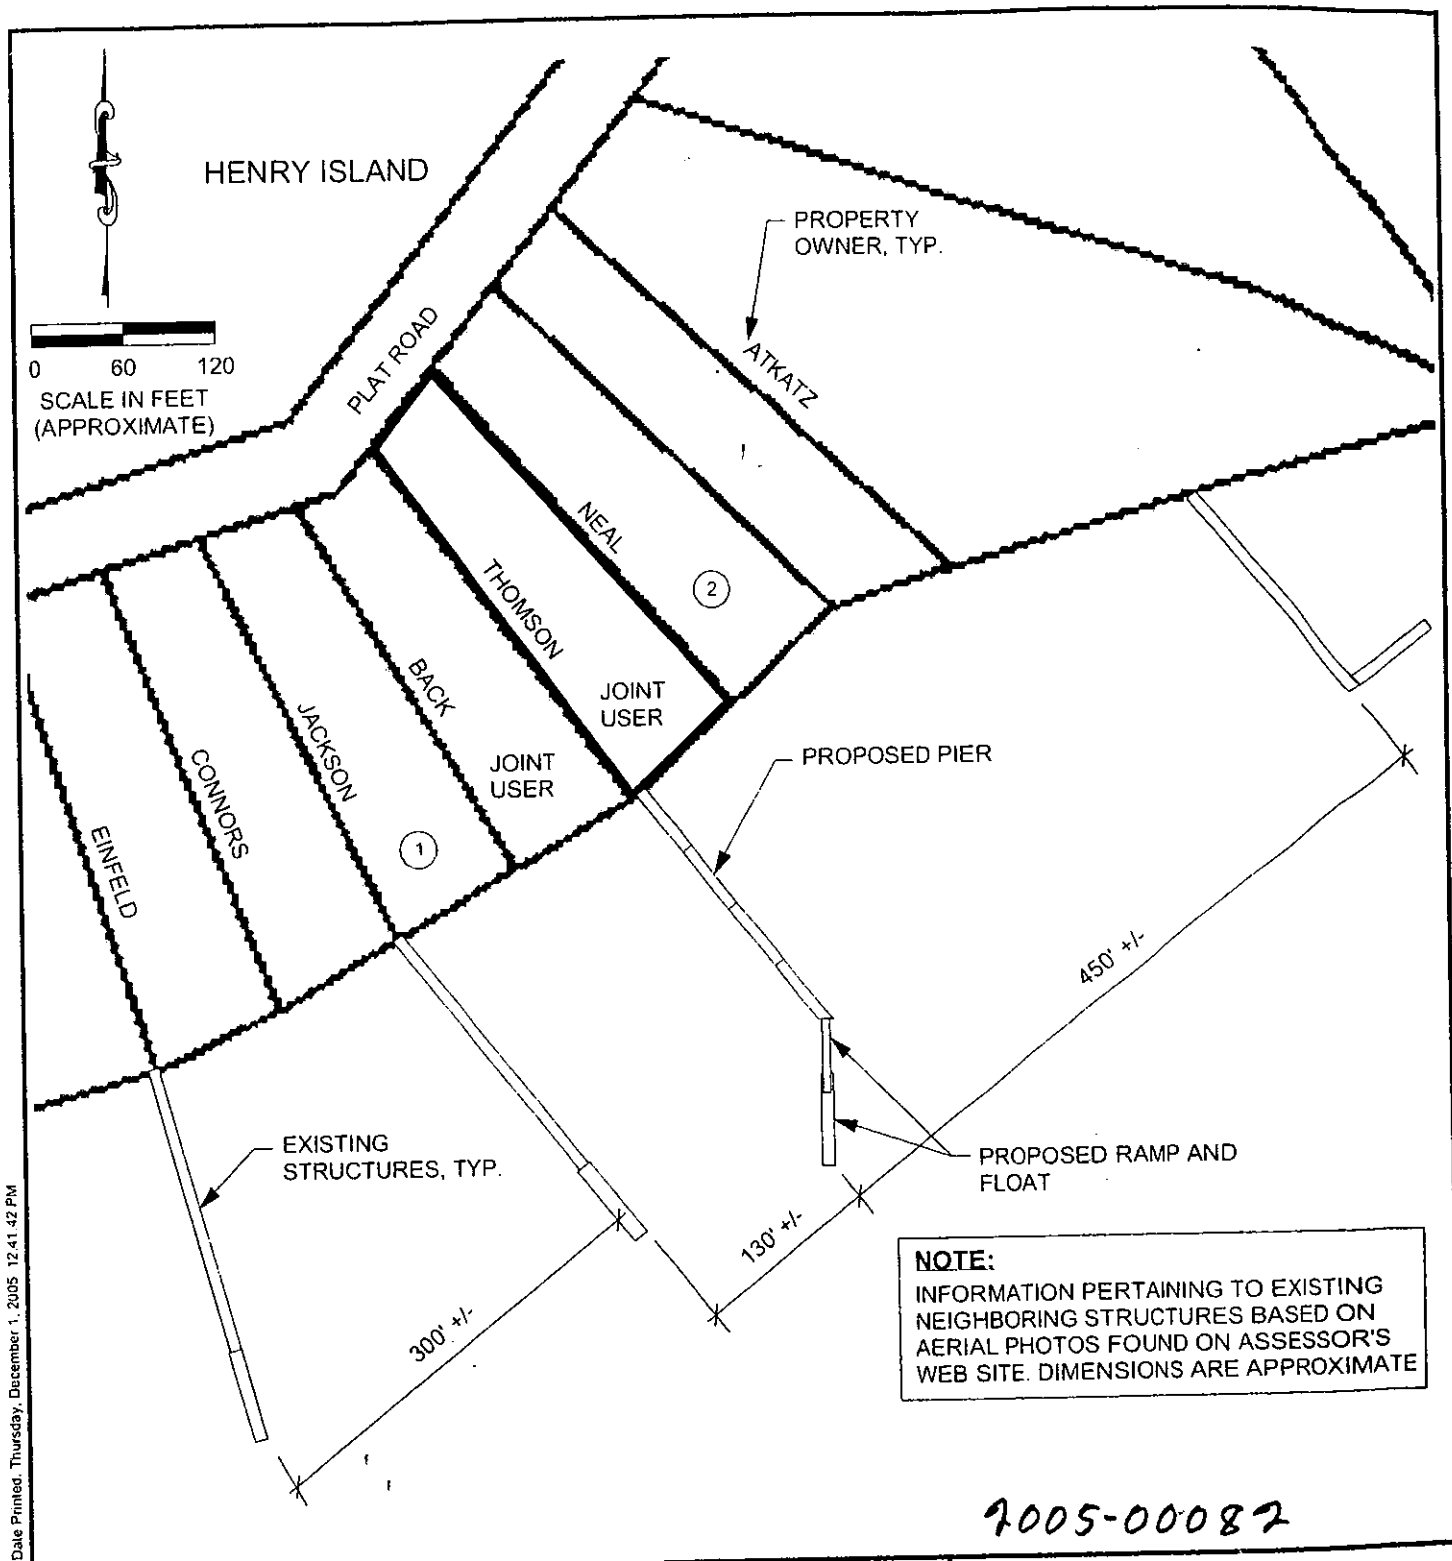 HENRY ISLAND
PROPERTY
OWNER, TYP.
0 60 120
SCALE IN FEET
(APPROXIMATE)
PLAT ROAD
ATKATZ
NEAL
2
THOMSON
JOINT
USER
BACK
JOINT
USER
JACKSON
1
CONNORS
EINFELD
PROPOSED PIER
450' +/-
EXISTING
STRUCTURES, TYP.
PROPOSED RAMP AND
FLOAT
130' +/-
300' +/-
NOTE:
INFORMATION PERTAINING TO EXISTING
NEIGHBORING STRUCTURES BASED ON
AERIAL PHOTOS FOUND ON ASSESSOR'S
WEB SITE. DIMENSIONS ARE APPROXIMATE
2005-00082
Date Printed. Thursday, December 1, 2005 12.41.42 PM